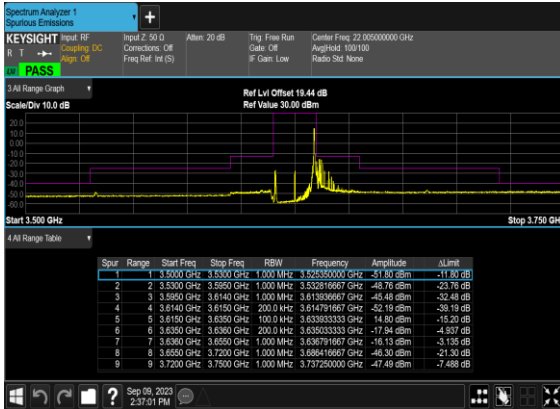 Spectrum Analyzer 1
Spurious Emissions
KEYSIGHT Input: RF Input Z: 50 Ω Atten: 20 dB Trig: Free Run Center Freq: 22.005000000 GHz
R T Coupling: DC Corrections: Off Gate: Off Avg|Hold: 100/100
Align: Off Freq Ref: Int (S) IF Gain: Low Radio Std: None
PASS
3 All Range Graph
Ref Lvl Offset 19.44 dB
Scale/Div 10.0 dB Ref Value 30.00 dBm
20.0
10.0
0.00
-10.0
-20.0
-30.0
-40.0
-50.0
-60.0
Start 3.500 GHz Stop 3.750 GHz
4 All Range Table
Spur Range Start Freq Stop Freq RBW Frequency Amplitude ΔLimit
1 1 3.5000 GHz 3.5300 GHz 1.000 MHz 3.525350000 GHz -51.80 dBm -11.80 dB
2 2 3.5300 GHz 3.5950 GHz 1.000 MHz 3.532816667 GHz -48.76 dBm -23.76 dB
3 3 3.5950 GHz 3.6140 GHz 1.000 MHz 3.613936667 GHz -45.48 dBm -32.48 dB
4 4 3.6140 GHz 3.6150 GHz 200.0 kHz 3.614791667 GHz -52.19 dBm -39.19 dB
5 5 3.6150 GHz 3.6350 GHz 100.0 kHz 3.633933333 GHz 14.80 dBm -15.20 dB
6 6 3.6350 GHz 3.6360 GHz 200.0 kHz 3.635033333 GHz -17.94 dBm -4.937 dB
7 7 3.6360 GHz 3.6550 GHz 1.000 MHz 3.636791667 GHz -16.13 dBm -3.135 dB
8 8 3.6550 GHz 3.7200 GHz 1.000 MHz 3.686416667 GHz -46.30 dBm -21.30 dB
9 9 3.7200 GHz 3.7500 GHz 1.000 MHz 3.737250000 GHz -47.49 dBm -7.488 dB
Sep 09, 2023
2:37:01 PM